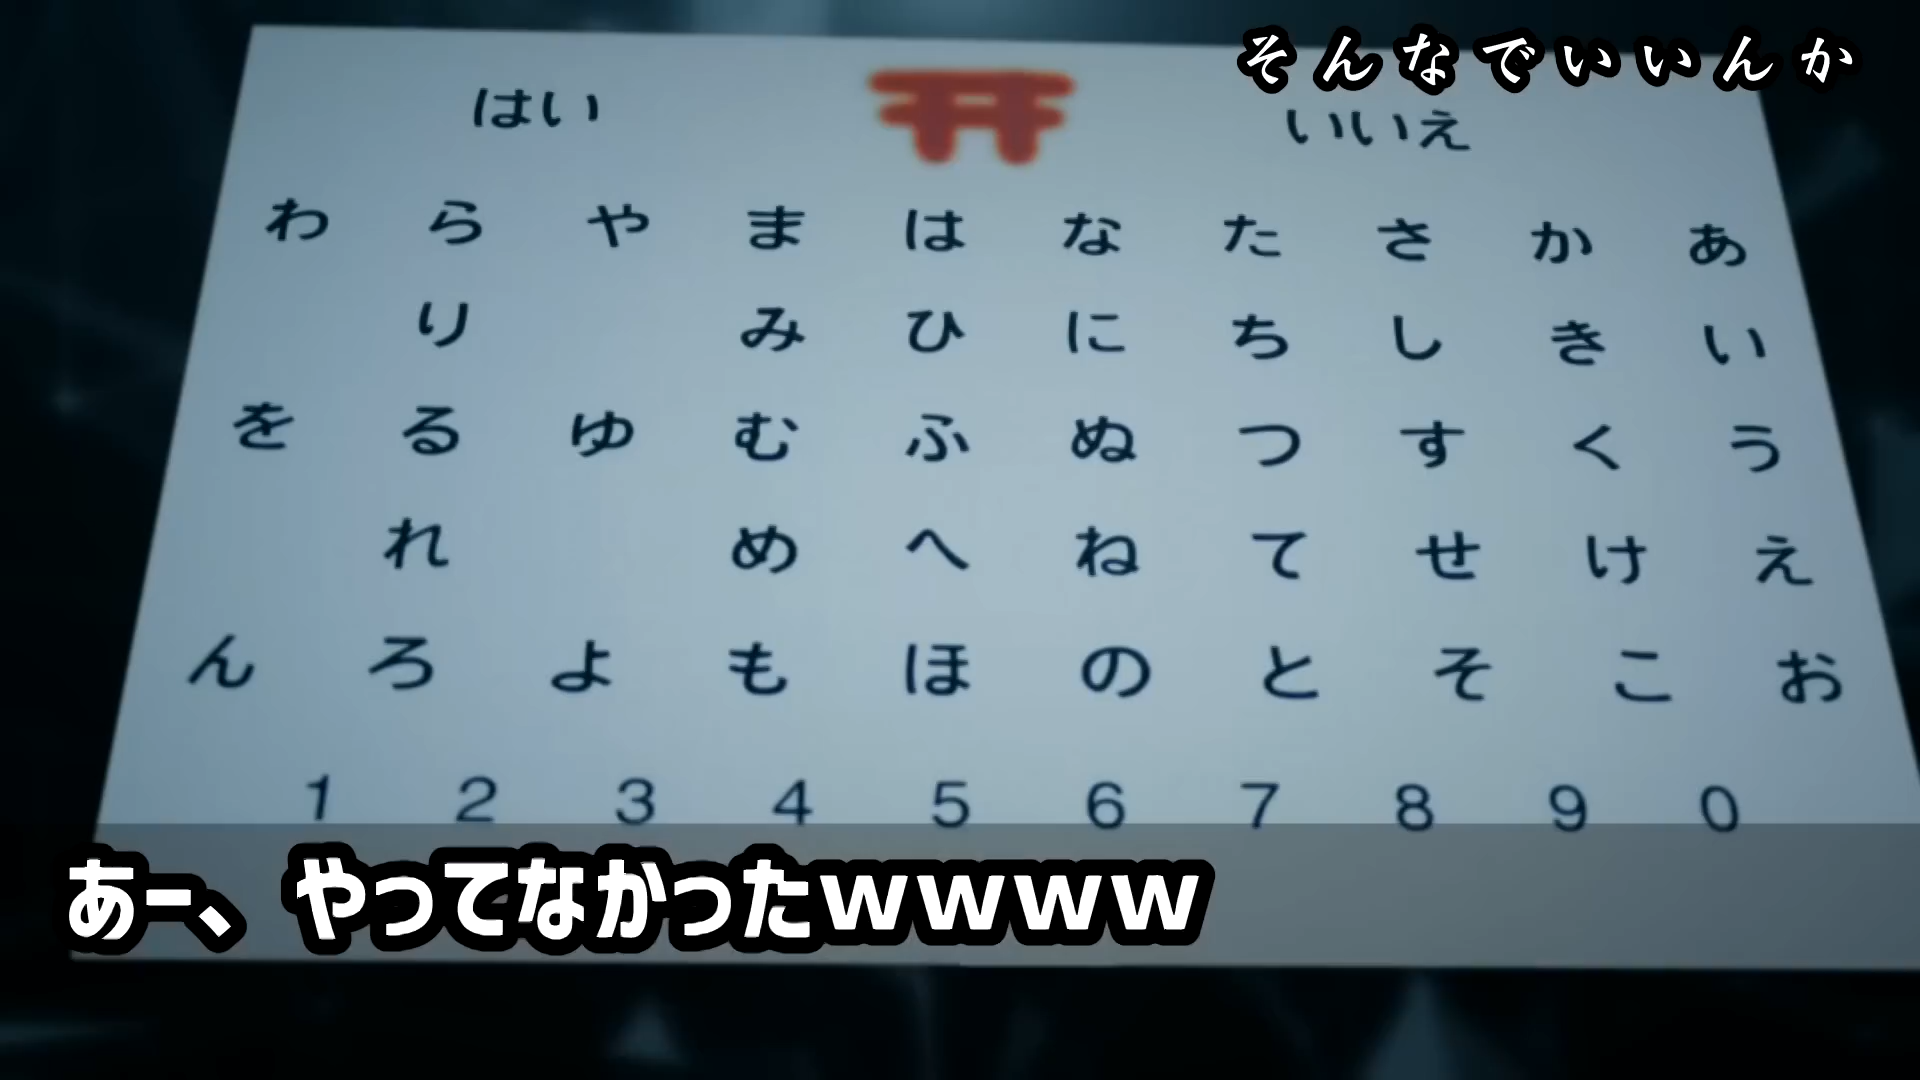 そんなでいいんか
はい いいえ
わ ら や ま は な た さ か あ
り み ひ に ち し き い
を る ゆ む ふ ぬ つ す く う
れ め へ ね て せ け え
ん ろ よ も ほ の と そ こ お
1 2 3 4 5 6 7 8 9 0
あー、やってなかったｗｗｗｗ